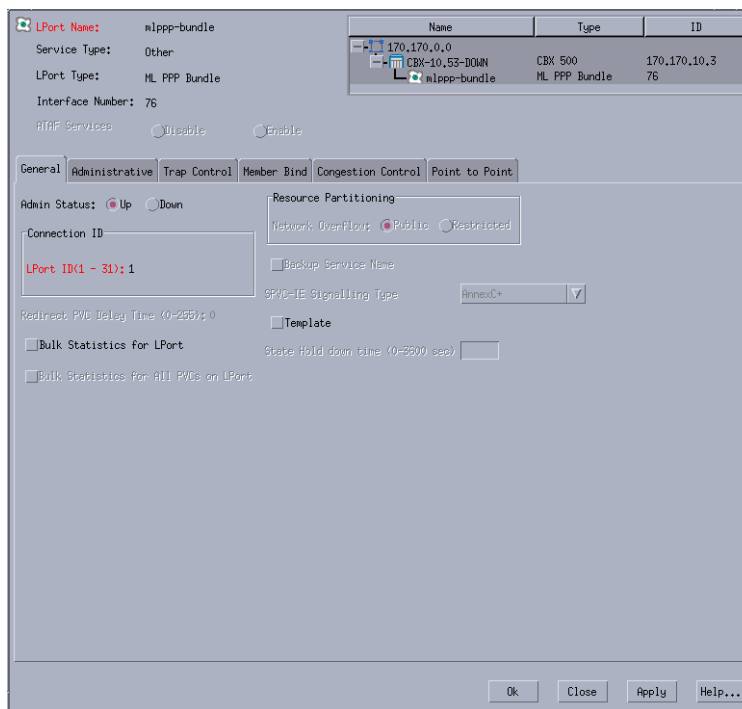 LPort Name: mlppp-bundle
Service Type: Other
LPort Type: ML PPP Bundle
Interface Number: 76
ATAF Services Disable Enable
Name Type ID
170.170.0.0
CBX-10.53-DOWN CBX 500 170.170.10.3
mlppp-bundle ML PPP Bundle 76
General Administrative Trap Control Member Bind Congestion Control Point to Point
Admin Status: Up Down
Connection ID
LPort ID(1 - 31): 1
Redirect PVC Delay Time (0-255): 0
Bulk Statistics for LPort
Bulk Statistics for All PVCs on LPort
Resource Partitioning
Network Overflow: Public Restricted
Backup Service Name
SPVC-IE Signalling Type AnnexC+
Template
State Hold down time (0-3600 sec)
Ok Close Apply Help...